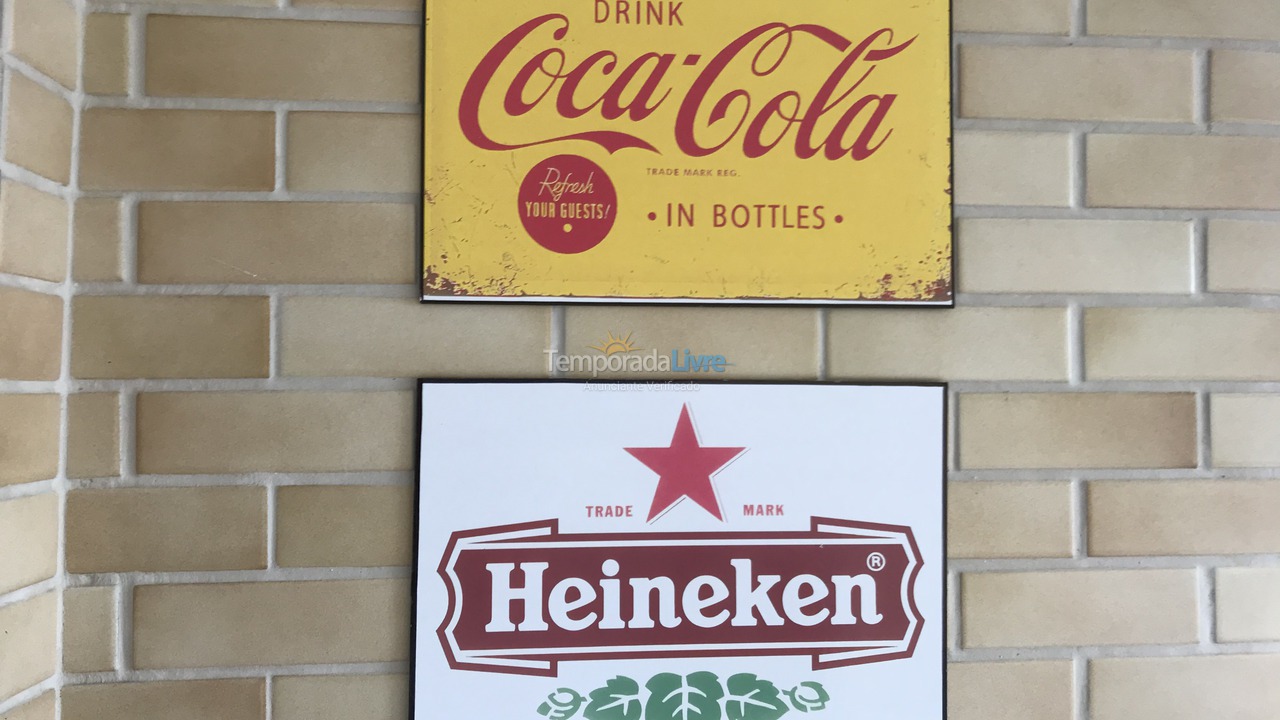 DRINK
Coca-Cola
TRADE MARK REG.
Refresh
YOUR GUESTS!
• IN BOTTLES •
TemporadaLivre
Anunciante Verificado
TRADE MARK
Heineken®